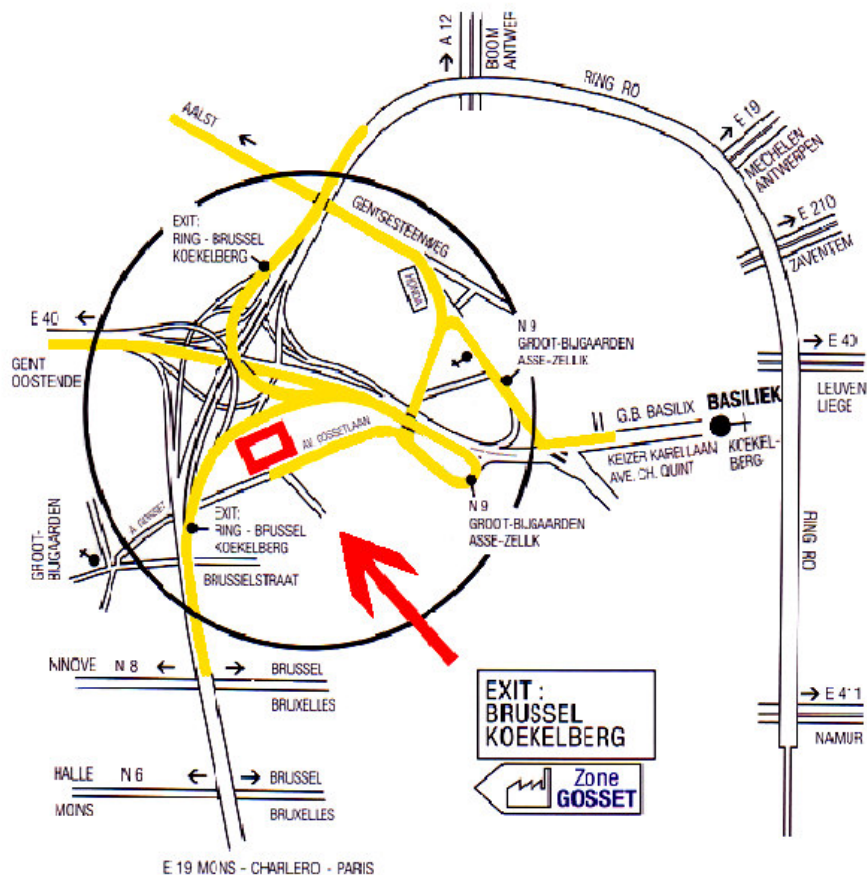 A 12
BOOM
ANTWER
RING RO
E 19
MECHELEN
ANTWERPEN
E 210
ZAVENTEM
AALST
GENTSESTEENWEG
EXIT:
RING - BRUSSEL
KOEKELBERG
HONDA
E 40
GENT
OOSTENDE
N 9
GROOT-BIJGAARDEN
ASSE-ZELLIK
E 40
LEUVEN
LIEGE
G.B. BASILIX
BASILIEK
KEIZER KARELLAAN
AVE. CH. QUINT
KOEKEL-
BERG
AV. GOSSETLAAN
A. GOSSET
N 9
GROOT-BIJGAARDEN
ASSE-ZELLIK
EXIT:
RING - BRUSSEL
KOEKELBERG
GROOT-
BIJGAARDEN
BRUSSELSTRAAT
RING RO
NINOVE N 8
BRUSSEL
BRUXELLES
E 411
NAMUR
EXIT :
BRUSSEL
KOEKELBERG
Zone
GOSSET
HALLE N 6
BRUSSEL
MONS
BRUXELLES
E 19 MONS - CHARLERO - PARIS